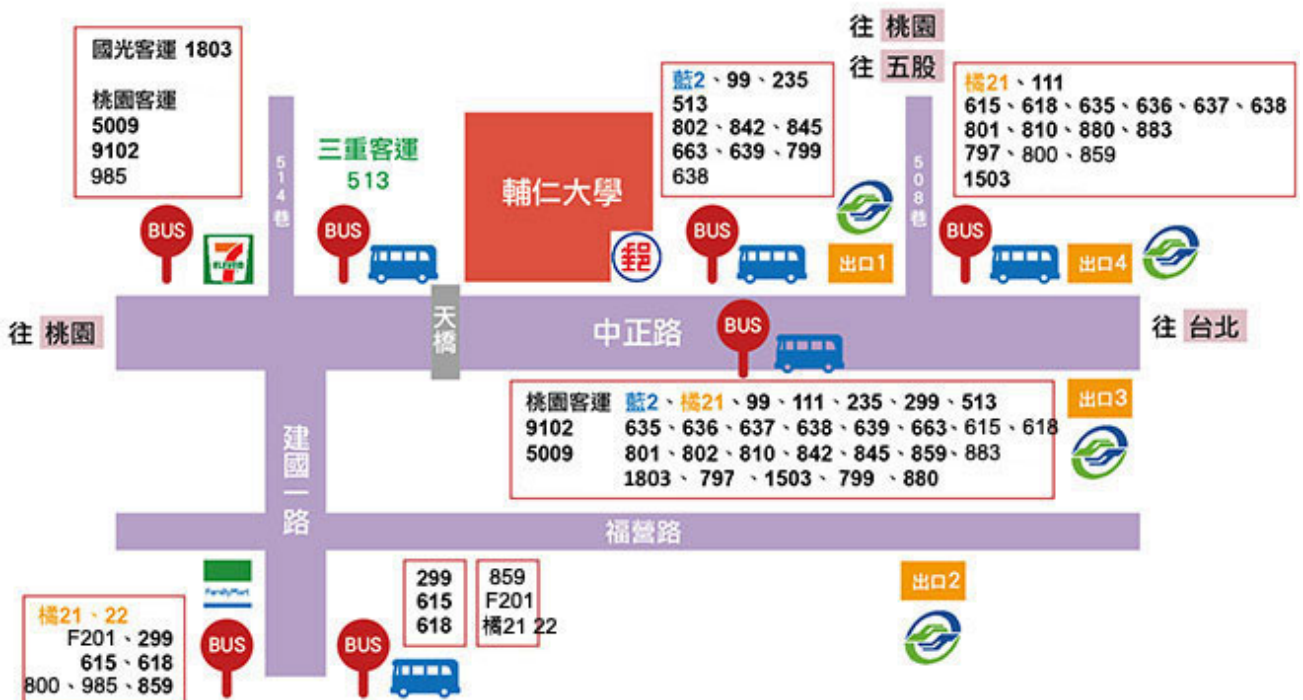 往 桃園
往 五股
國光客運 1803
桃園客運
5009
9102
985
514巷
三重客運
513
輔仁大學
郵
藍2、99、235
513
802、842、845
663、639、799
638
508巷
橘21、111
615、618、635、636、637、638
801、810、880、883
797、800、859
1503
BUS
7
ELEVEN
BUS
BUS
出口1
BUS
出口4
往 桃園
天橋
中正路
BUS
往 台北
桃園客運 藍2、橘21、99、111、235、299、513
9102 635、636、637、638、639、663、615、618
5009 801、802、810、842、845、859、883
1803、797、1503、799、880
出口3
建國一路
福營路
FamilyMart
橘21、22
F201、299
615、618
800、985、859
BUS
BUS
299
615
618
859
F201
橘21 22
出口2